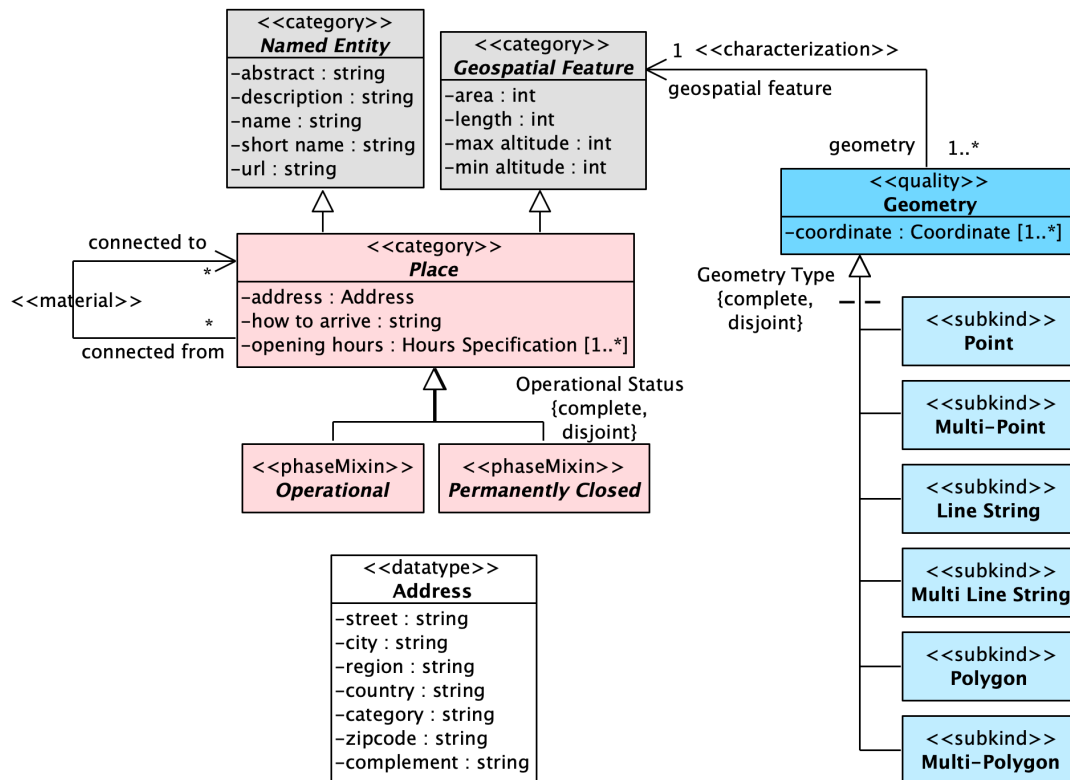 <<category>>
Named Entity
-abstract : string
-description : string
-name : string
-short name : string
-url : string
<<category>>
Geospatial Feature
-area : int
-length : int
-max altitude : int
-min altitude : int
1 <<characterization>>
geospatial feature
geometry 1..*
<<quality>>
Geometry
-coordinate : Coordinate [1..*]
connected to
*
<<material>>
*
connected from
<<category>>
Place
-address : Address
-how to arrive : string
-opening hours : Hours Specification [1..*]
Operational Status
{complete,
disjoint}
<<phaseMixin>>
Operational
<<phaseMixin>>
Permanently Closed
Geometry Type
{complete,
disjoint}
<<subkind>>
Point
<<subkind>>
Multi-Point
<<subkind>>
Line String
<<subkind>>
Multi Line String
<<subkind>>
Polygon
<<subkind>>
Multi-Polygon
<<datatype>>
Address
-street : string
-city : string
-region : string
-country : string
-category : string
-zipcode : string
-complement : string